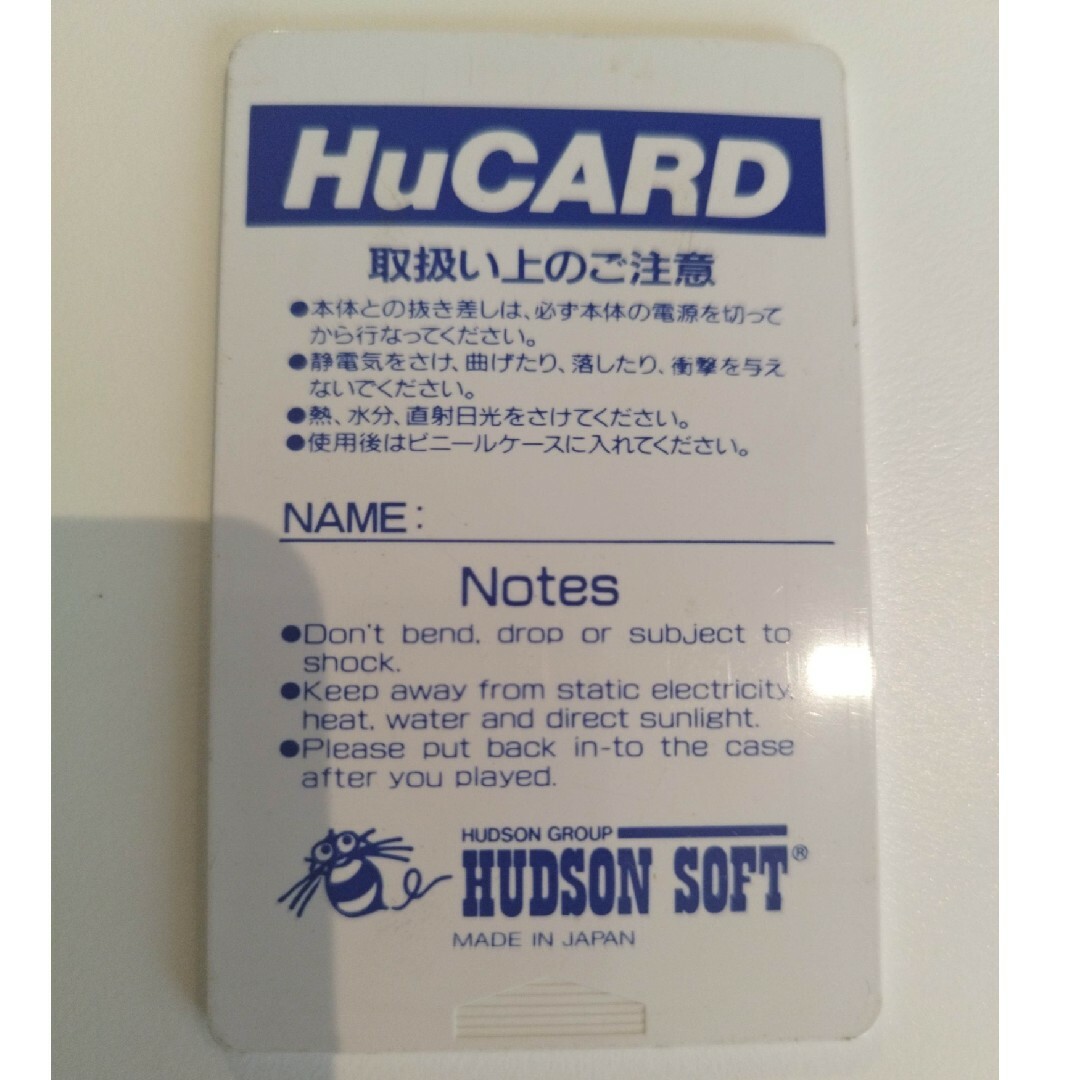 HuCARD
取扱い上のご注意
●本体との抜き差しは、必ず本体の電源を切って
から行なってください。
●静電気をさけ、曲げたり、落したり、衝撃を与え
ないでください。
●熱、水分、直射日光をさけてください。
●使用後はビニールケースに入れてください。
NAME:
Notes
●Don't bend, drop or subject to
shock.
●Keep away from static electricity,
heat, water and direct sunlight.
●Please put back in-to the case
after you played.
HUDSON GROUP
HUDSON SOFT®
MADE IN JAPAN